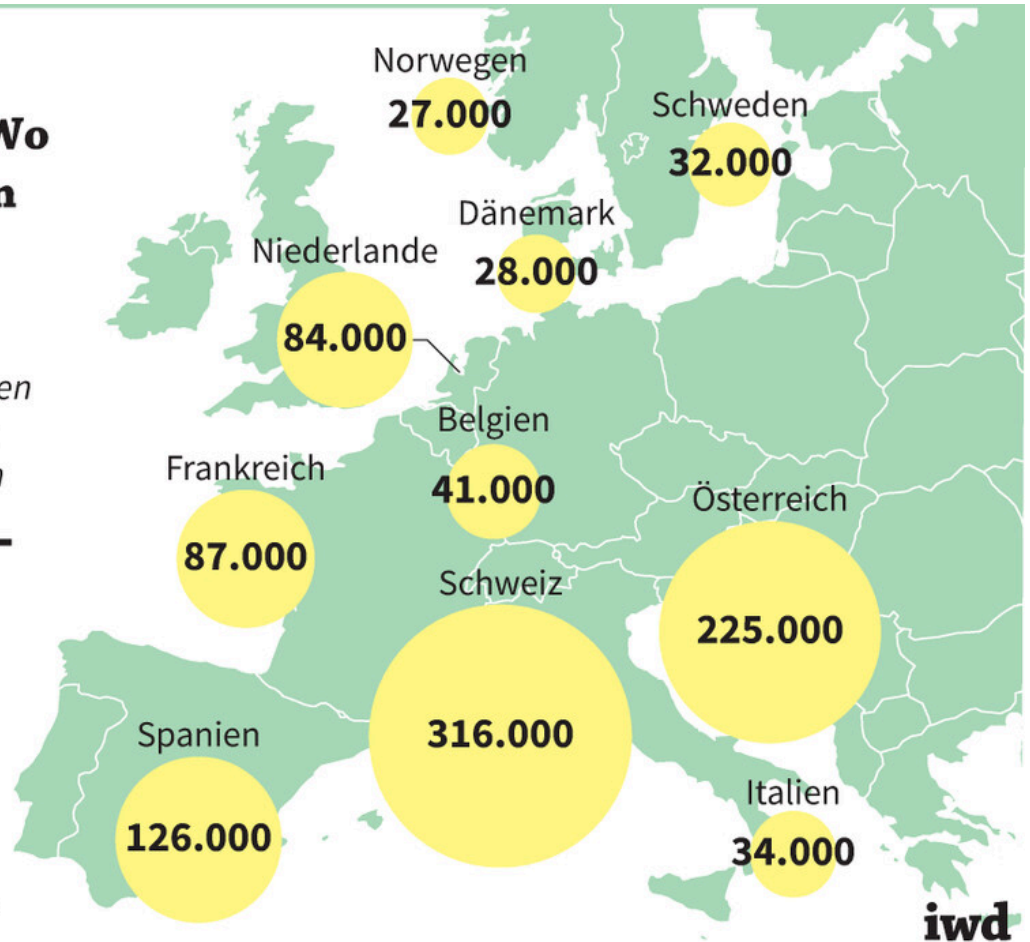 Wo
Norwegen
27.000
Schweden
32.000
Dänemark
28.000
Niederlande
84.000
Belgien
41.000
Frankreich
87.000
Österreich
225.000
Schweiz
316.000
Spanien
126.000
Italien
34.000
iwd